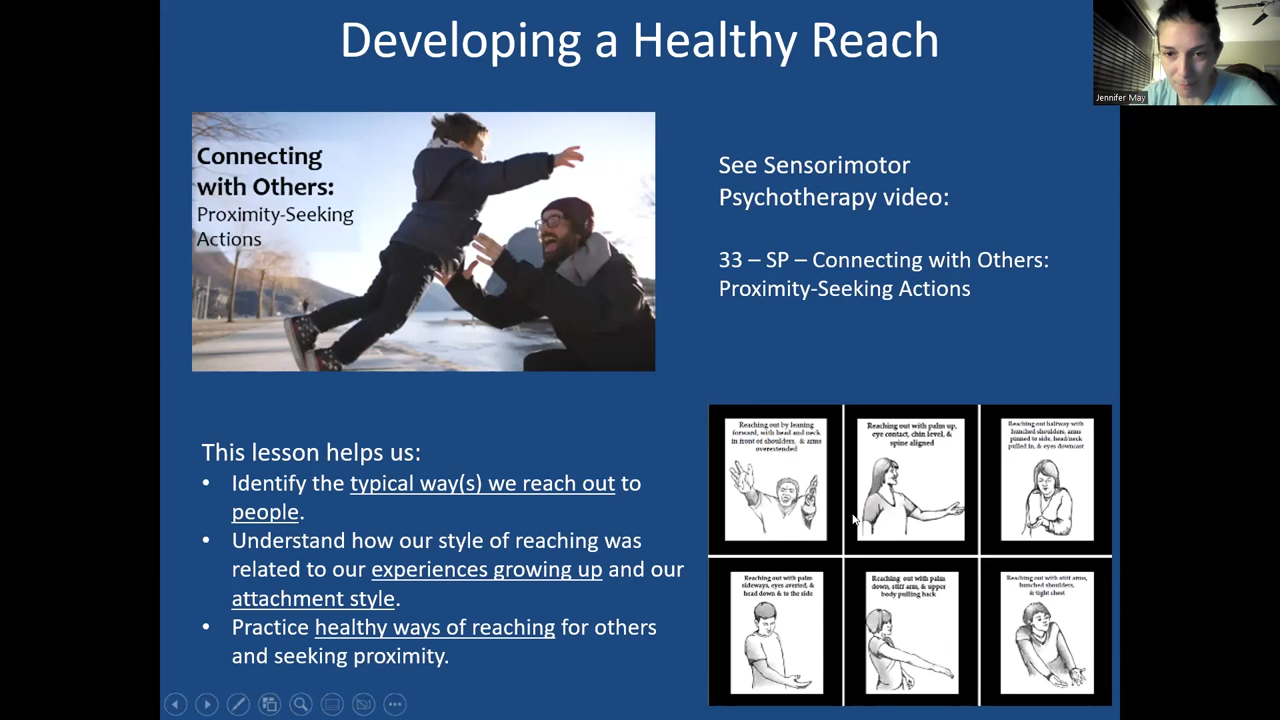 Developing a Healthy Reach
Jennifer May
Connecting
with Others:
Proximity-Seeking
Actions
See Sensorimotor
Psychotherapy video:
33 – SP – Connecting with Others:
Proximity-Seeking Actions
This lesson helps us:
• Identify the typical way(s) we reach out to
people.
• Understand how our style of reaching was
related to our experiences growing up and our
attachment style.
• Practice healthy ways of reaching for others
and seeking proximity.
Reaching out by leaning
forward, with head and neck
in front of shoulders, & arms
overextended
Reaching out with palm up,
eye contact, chin level, &
spine aligned
Reaching out halfway with
hunched shoulders, arms
pinned to side, head/neck
pulled in, & eyes downcast
Reaching out with palm
sideways, eyes averted, &
head down & to the side
Reaching out with palm
down, stiff arm, & upper
body pulling back
Reaching out with stiff arms,
hunched shoulders,
& tight chest